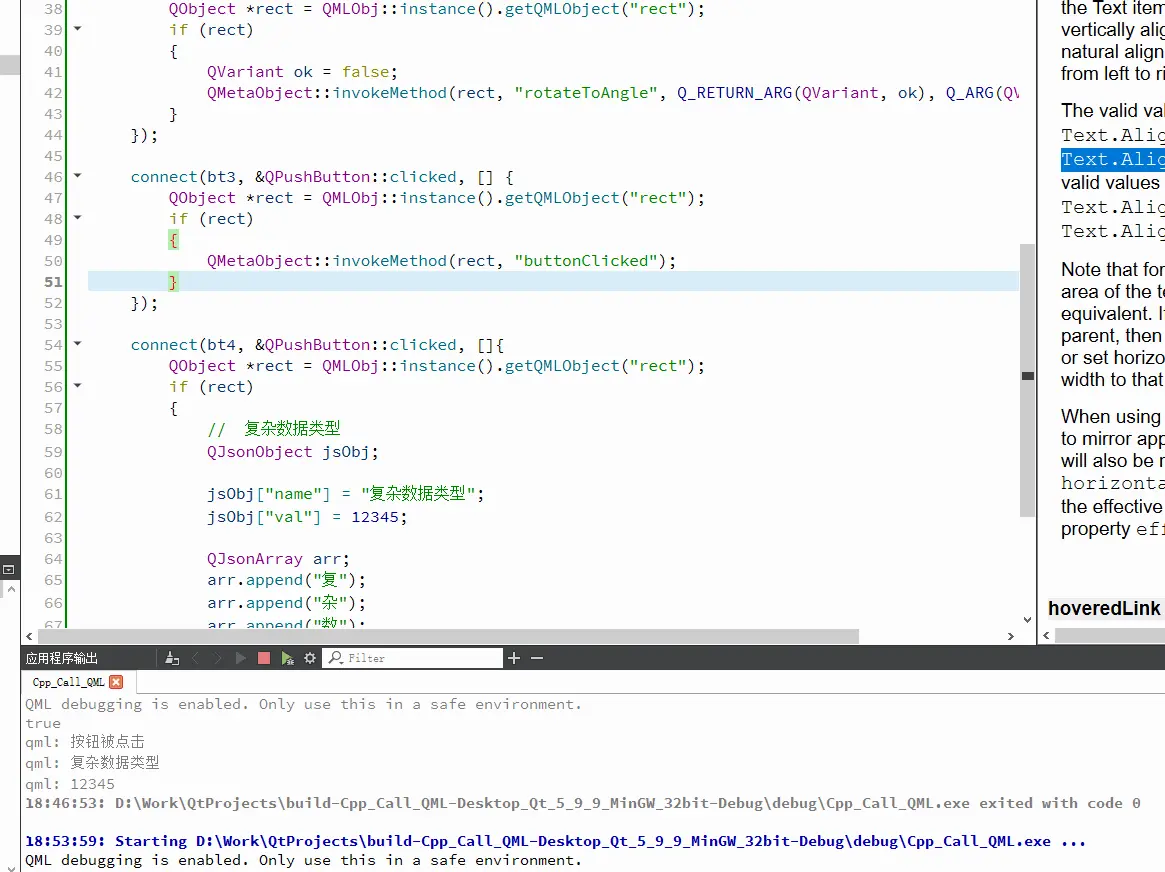 38 QObject *rect = QMLObj::instance().getQMLObject("rect");
39 if (rect)
40 {
41 QVariant ok = false;
42 QMetaObject::invokeMethod(rect, "rotateToAngle", Q_RETURN_ARG(QVariant, ok), Q_ARG(QV
43 }
44 });
45
46 connect(bt3, &QPushButton::clicked, [] {
47 QObject *rect = QMLObj::instance().getQMLObject("rect");
48 if (rect)
49 {
50 QMetaObject::invokeMethod(rect, "buttonClicked");
51 }
52 });
53
54 connect(bt4, &QPushButton::clicked, []{
55 QObject *rect = QMLObj::instance().getQMLObject("rect");
56 if (rect)
57 {
58 // 复杂数据类型
59 QJsonObject jsObj;
60
61 jsObj["name"] = "复杂数据类型";
62 jsObj["val"] = 12345;
63
64 QJsonArray arr;
65 arr.append("复");
66 arr.append("杂");
67 arr.append("数");
the Text item
vertically alig
natural align
from left to ri
The valid val
Text.Alig
Text.Alig
valid values
Text.Alig
Text.Alig
Note that for
area of the te
equivalent. I
parent, then
or set horizo
width to that
When using
to mirror app
will also be m
horizonta
the effective
property eff
hoveredLink
应用程序输出
Filter
Cpp_Call_QML
QML debugging is enabled. Only use this in a safe environment.
true
qml: 按钮被点击
qml: 复杂数据类型
qml: 12345
18:46:53: D:\Work\QtProjects\build-Cpp_Call_QML-Desktop_Qt_5_9_9_MinGW_32bit-Debug\debug\Cpp_Call_QML.exe exited with code 0
18:53:59: Starting D:\Work\QtProjects\build-Cpp_Call_QML-Desktop_Qt_5_9_9_MinGW_32bit-Debug\debug\Cpp_Call_QML.exe ...
QML debugging is enabled. Only use this in a safe environment.